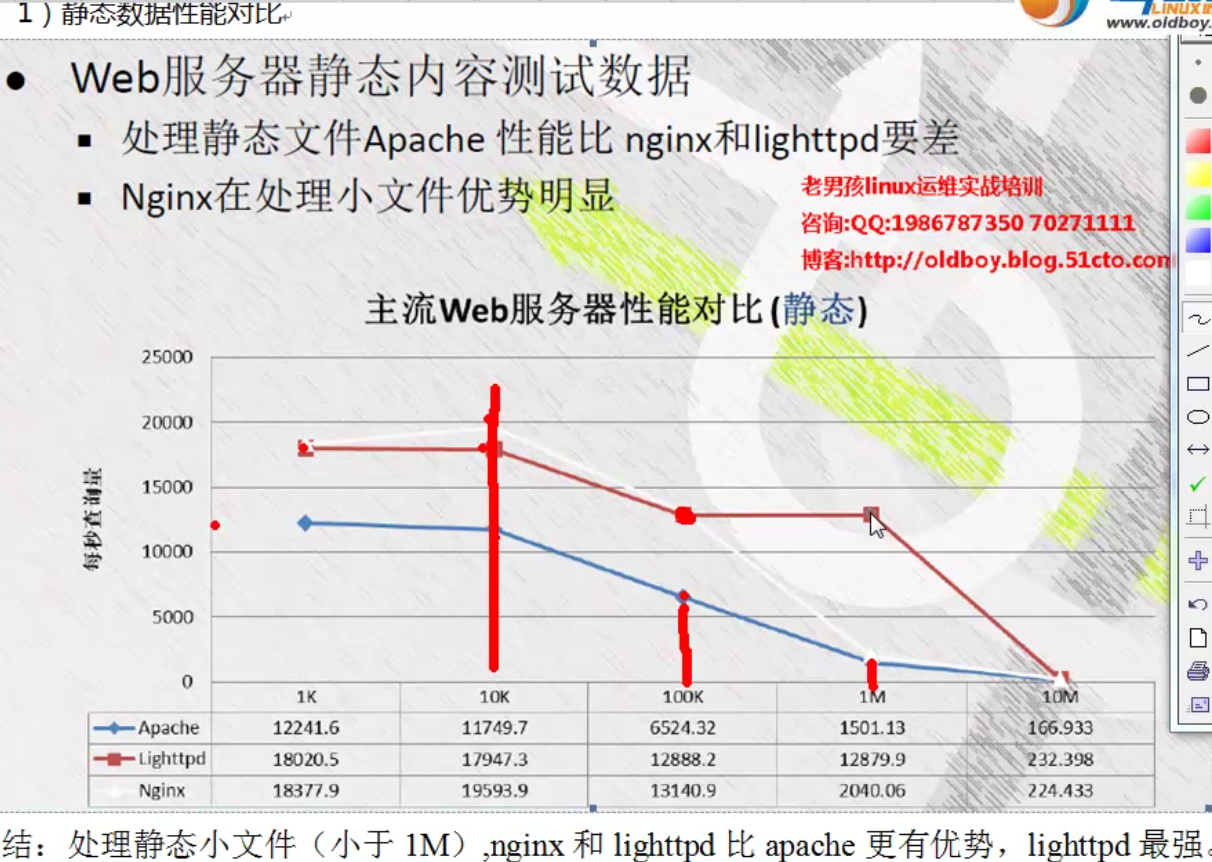 1）静态数据性能对比
LINUX
www.oldboy.
● Web服务器静态内容测试数据
▪ 处理静态文件Apache 性能比 nginx和lighttpd要差
▪ Nginx在处理小文件优势明显
老男孩linux运维实战培训
咨询:QQ:1986787350 70271111
博客:http://oldboy.blog.51cto.com
主流Web服务器性能对比(静态)
每秒查询量
25000
20000
15000
10000
5000
0
1K 10K 100K 1M 10M
Apache 12241.6 11749.7 6524.32 1501.13 166.933
Lighttpd 18020.5 17947.3 12888.2 12879.9 232.398
Nginx 18377.9 19593.9 13140.9 2040.06 224.433
结：处理静态小文件（小于 1M）,nginx 和 lighttpd 比 apache 更有优势，lighttpd 最强。